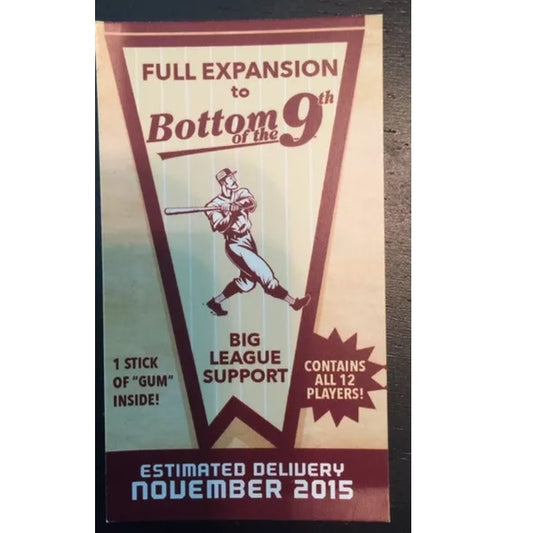 FULL EXPANSION
to
Bottom
of the 9th
BIG
LEAGUE
SUPPORT
1 STICK
OF "GUM"
INSIDE!
CONTAINS
ALL 12
PLAYERS!
ESTIMATED DELIVERY
NOVEMBER 2015